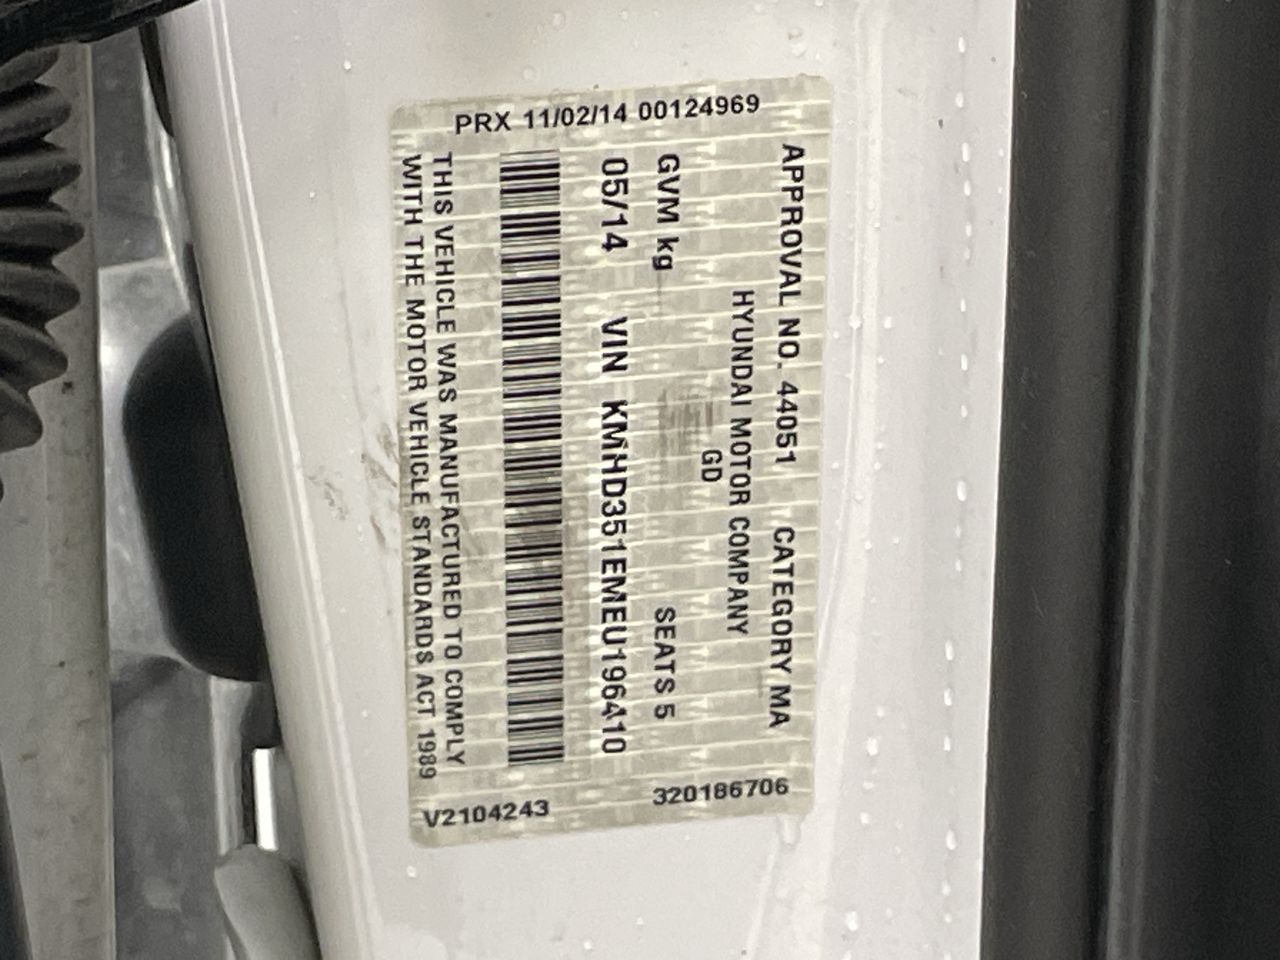 PRX 11/02/14 00124969
APPROVAL NO. 44051 CATEGORY MA
HYUNDAI MOTOR COMPANY
GD
GVM kg SEATS 5
05/14 VIN KMHD351EMEU196410
THIS VEHICLE WAS MANUFACTURED TO COMPLY
WITH THE MOTOR VEHICLE STANDARDS ACT 1989
V2104243 320186706